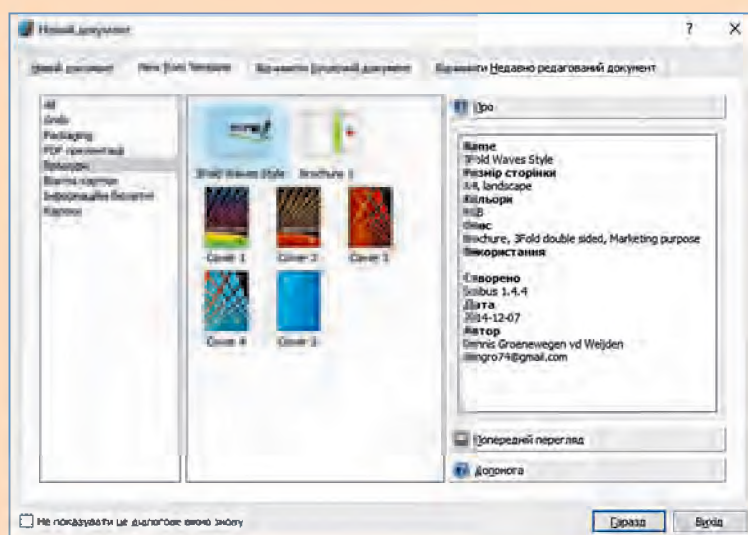 Новий документ
Новий документ
New from Template
Відчинити Існуючий документ
Відчинити Недавно редагований документ
All
Grids
Packaging
PDF презентації
Брошури
Візитні картки
Інформаційні бюлетені
Картки
3Fold Waves Style
Brochure 1
Cover 1
Cover 2
Cover 3
Cover 4
Cover 5
Про
Name
3Fold Waves Style
Розмір сторінки
A4, landscape
Кольори
RGB
Опис
Brochure, 3Fold double sided, Marketing purpose
Використання
Створено
Scribus 1.4.4
Дата
2014-12-07
Автор
Dennis Groenewegen vd Weijden
@gmail.com
Попередній перегляд
Допомога
Не показувати це діалогове вікно знову
Гаразд
Вихід